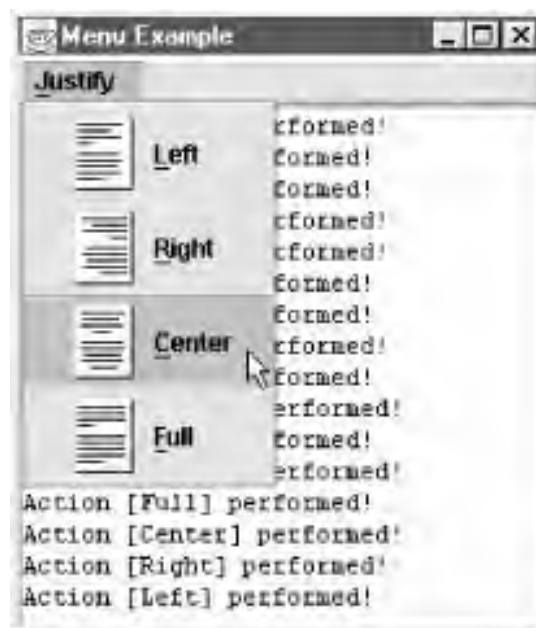 Menu Example
Justify
Left
Right
Center
Full
rformed!
formed!
formed!
rformed!
rformed!
formed!
formed!
rformed!
formed!
erformed!
formed!
erformed!
Action [Full] performed!
Action [Center] performed!
Action [Right] performed!
Action [Left] performed!